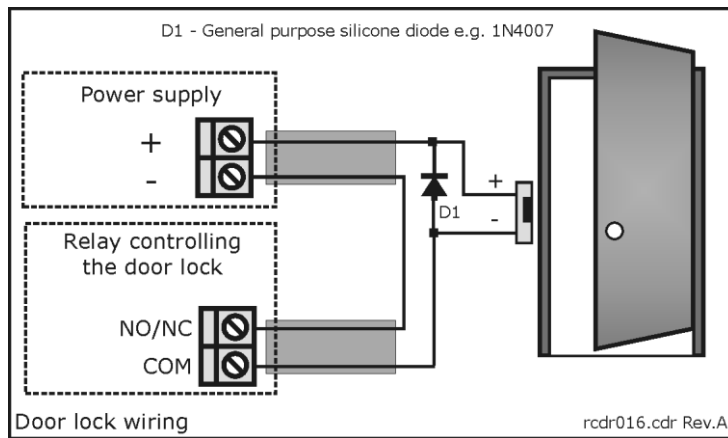 D1 - General purpose silicone diode e.g. 1N4007
Power supply
+
-
+
-
D1
Relay controlling
the door lock
NO/NC
COM
Door lock wiring
rcdr016.cdr Rev.A